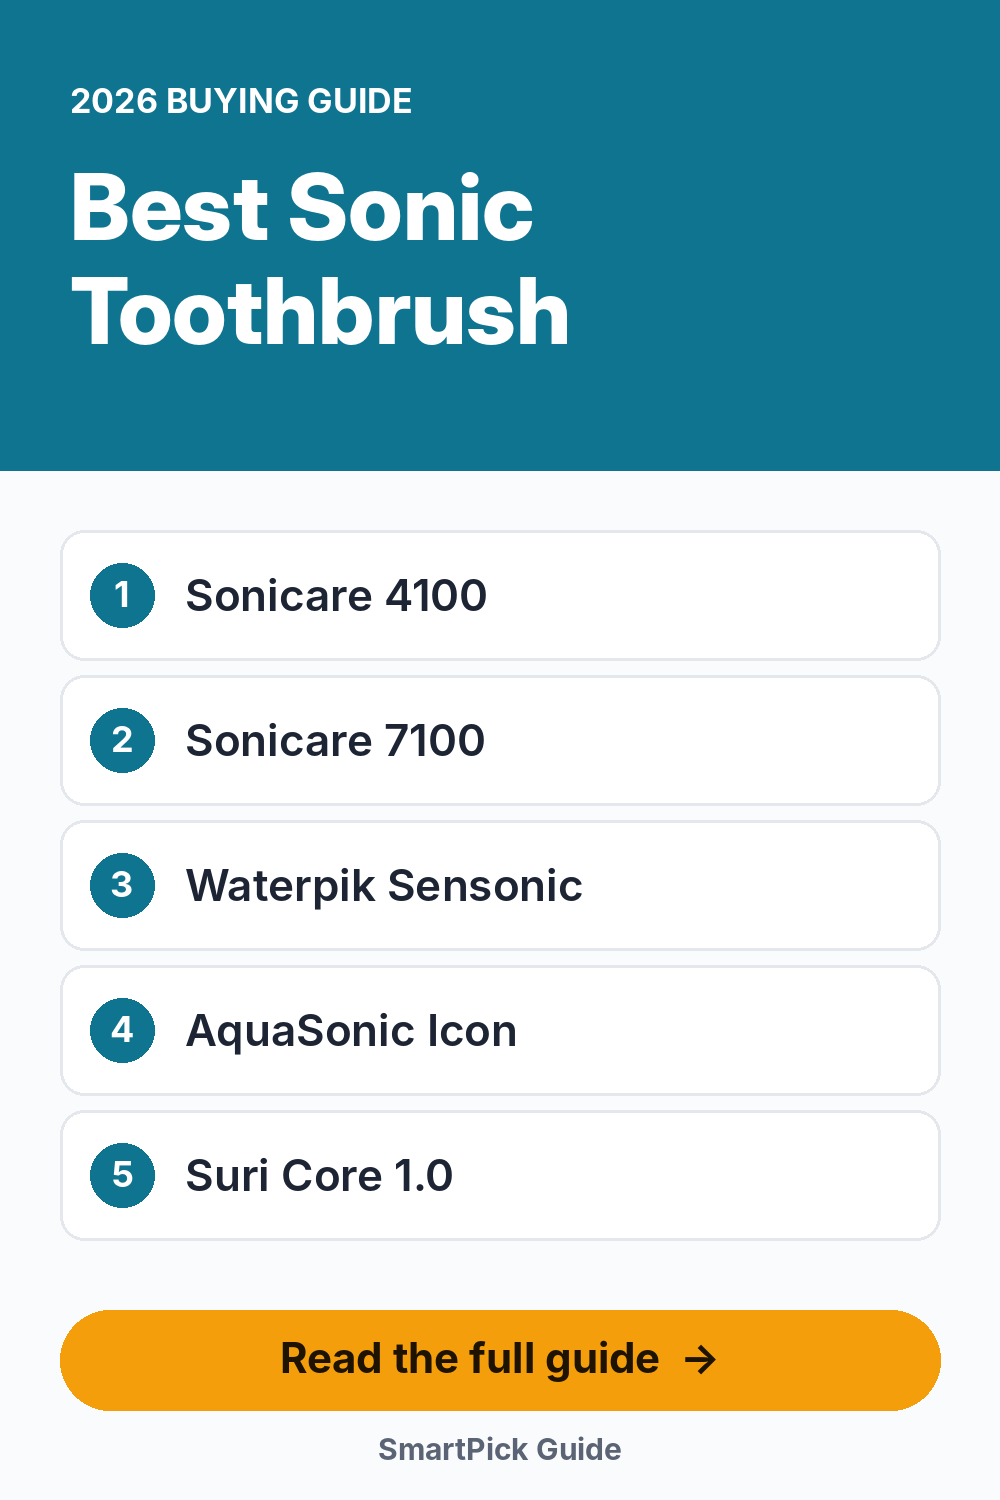 2026 BUYING GUIDE
Best Sonic
Toothbrush
1 Sonicare 4100
2 Sonicare 7100
3 Waterpik Sensonic
4 AquaSonic Icon
5 Suri Core 1.0
Read the full guide →
SmartPick Guide